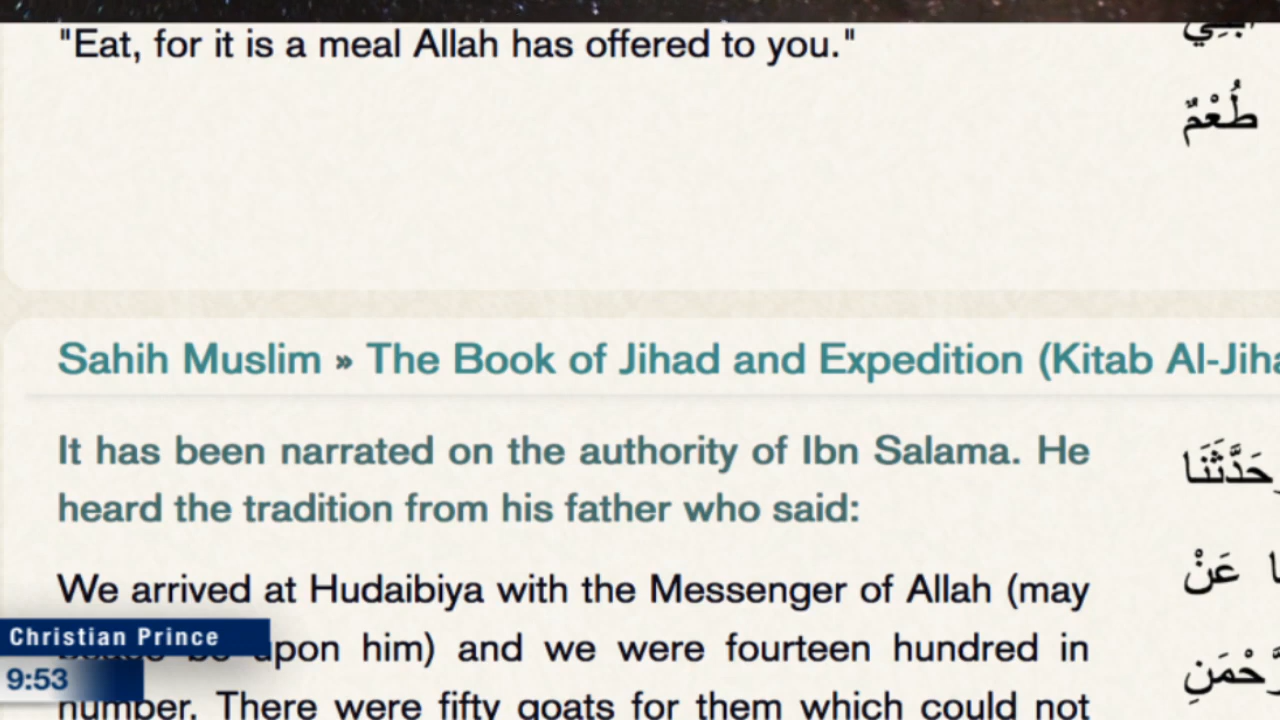 "Eat, for it is a meal Allah has offered to you."
طُعْمٌ
Sahih Muslim » The Book of Jihad and Expedition (Kitab Al-Jiha
It has been narrated on the authority of Ibn Salama. He
heard the tradition from his father who said:
حَدَّثَنَا
We arrived at Hudaibiya with the Messenger of Allah (may
عَنْ
Christian Prince
upon him) and we were fourteen hundred in
9:53
number. There were fifty goats for them which could not